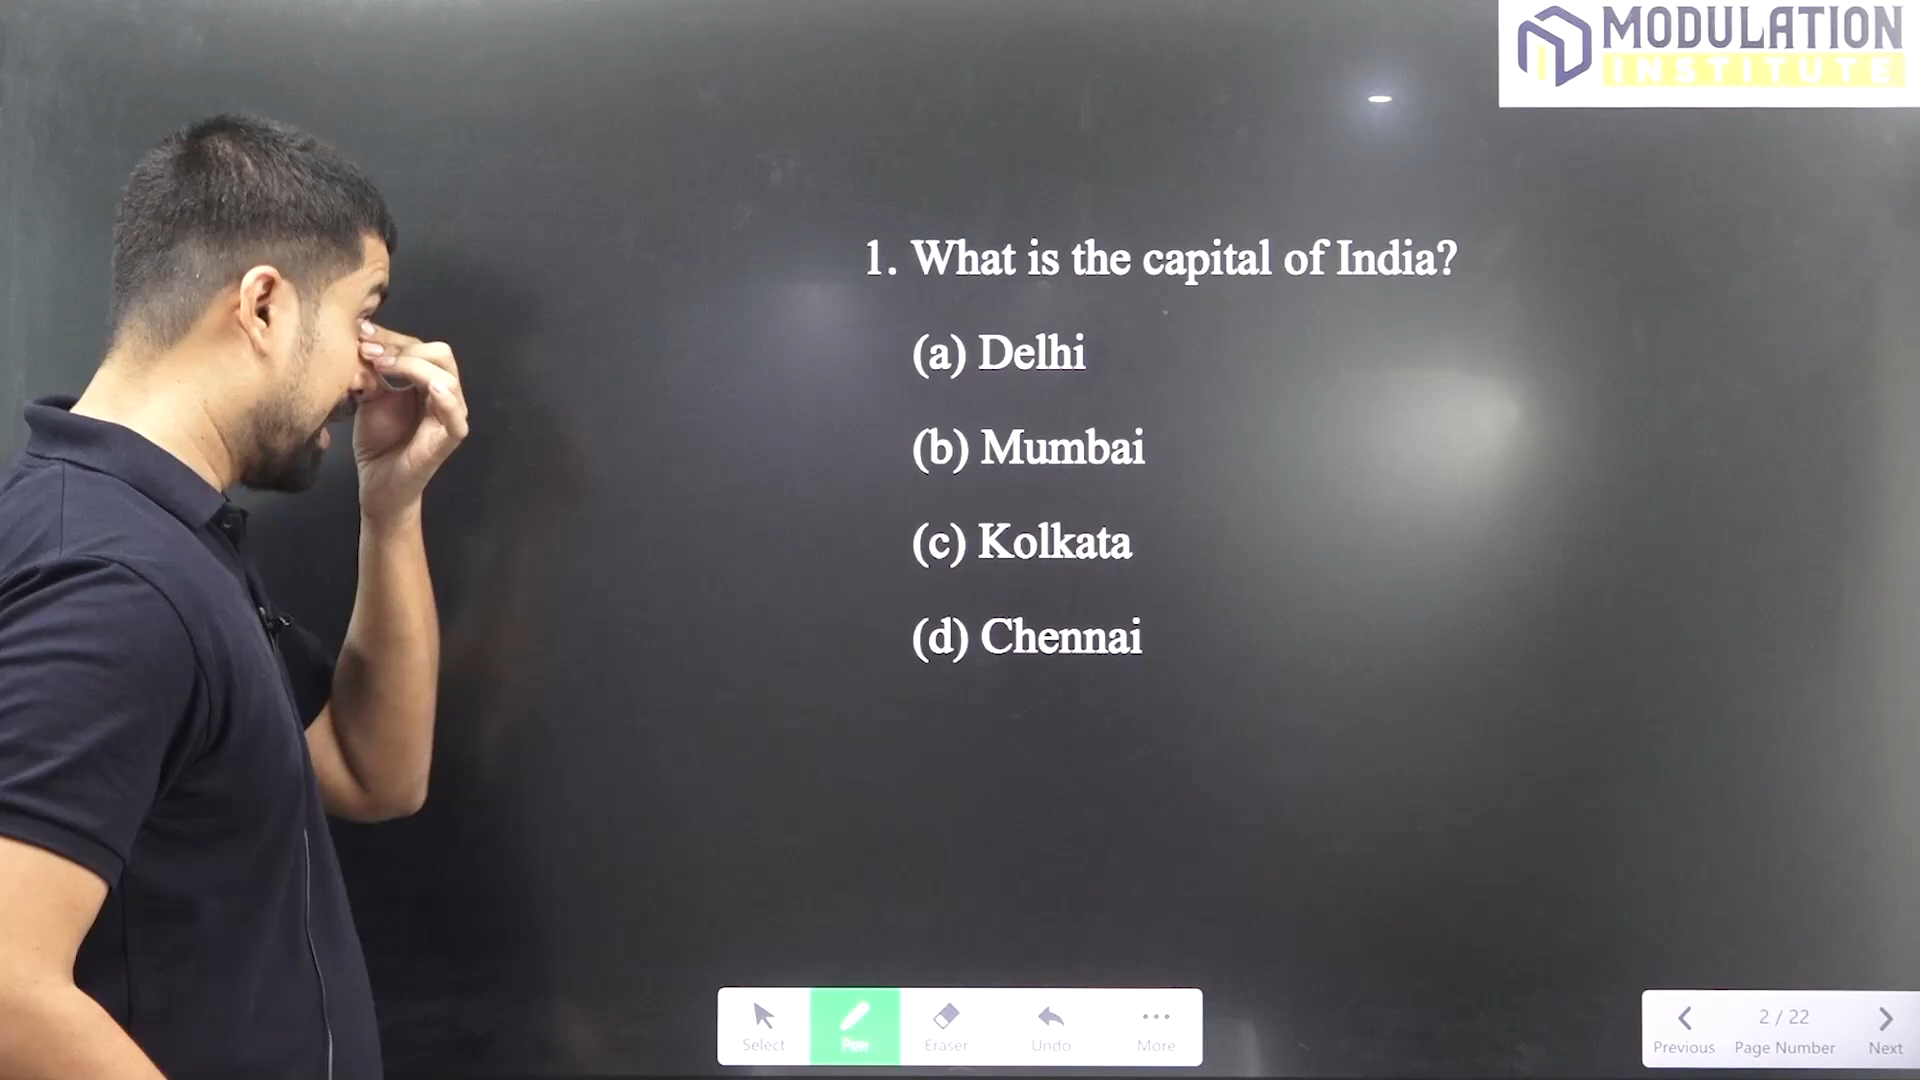 MODULATION
INSTITUTE
1. What is the capital of India?
(a) Delhi
(b) Mumbai
(c) Kolkata
(d) Chennai
Select
Pen
Eraser
Undo
More
2 / 22
Previous
Page Number
Next